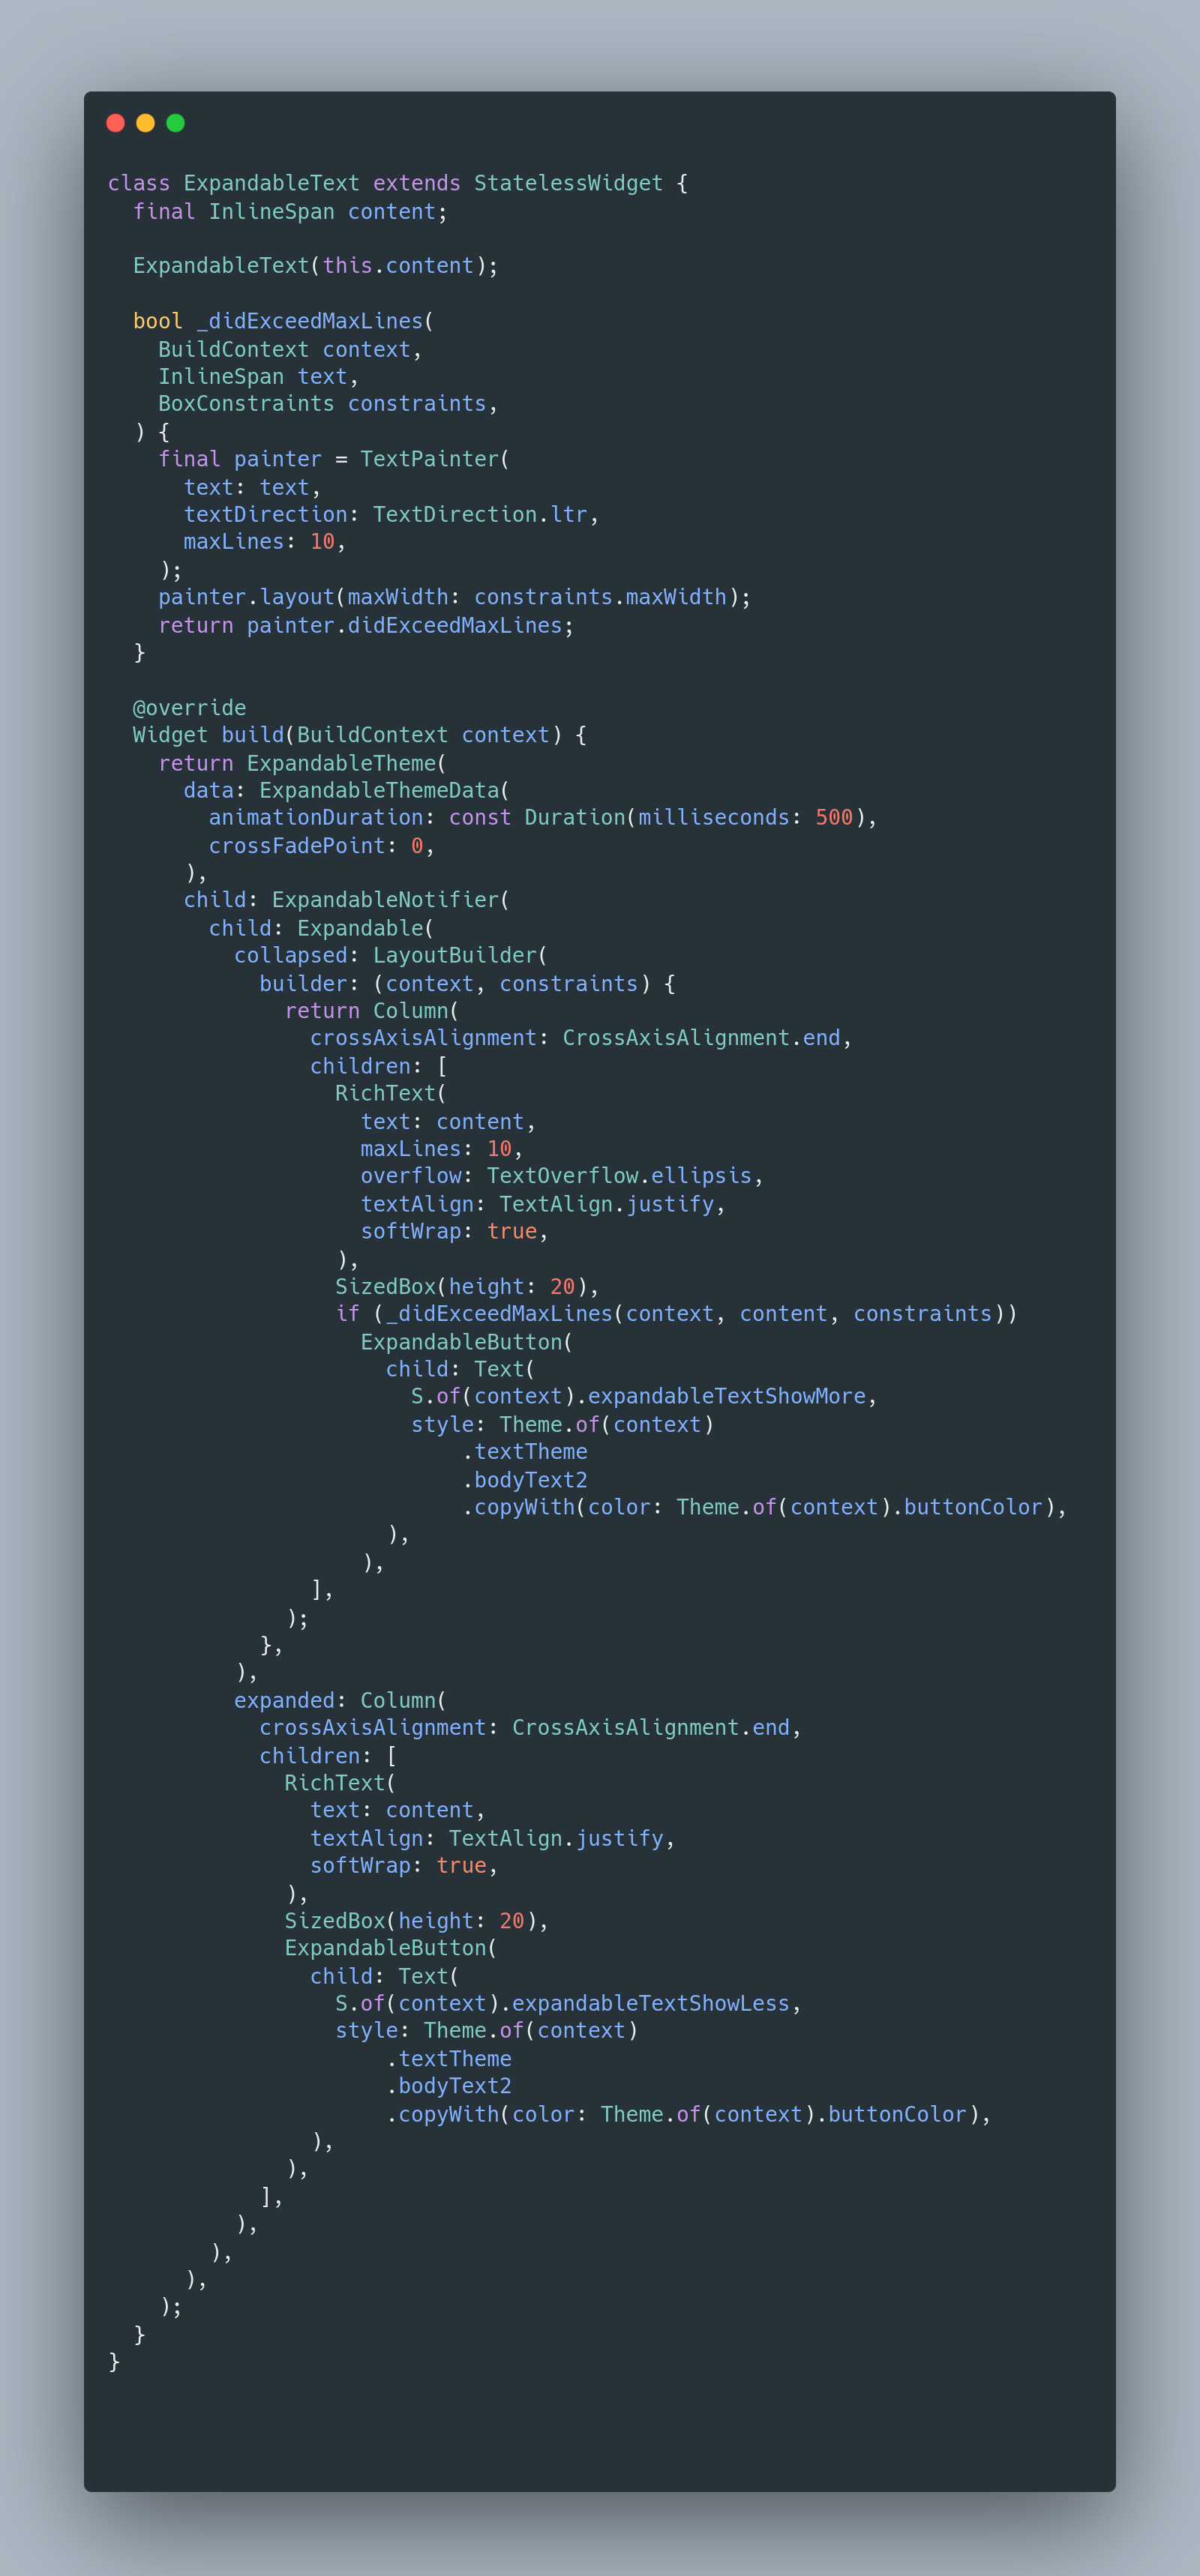 class ExpandableText extends StatelessWidget {
  final InlineSpan content;

  ExpandableText(this.content);

  bool _didExceedMaxLines(
    BuildContext context,
    InlineSpan text,
    BoxConstraints constraints,
  ) {
    final painter = TextPainter(
      text: text,
      textDirection: TextDirection.ltr,
      maxLines: 10,
    );
    painter.layout(maxWidth: constraints.maxWidth);
    return painter.didExceedMaxLines;
  }

  @override
  Widget build(BuildContext context) {
    return ExpandableTheme(
      data: ExpandableThemeData(
        animationDuration: const Duration(milliseconds: 500),
        crossFadePoint: 0,
      ),
      child: ExpandableNotifier(
        child: Expandable(
          collapsed: LayoutBuilder(
            builder: (context, constraints) {
              return Column(
                crossAxisAlignment: CrossAxisAlignment.end,
                children: [
                  RichText(
                    text: content,
                    maxLines: 10,
                    overflow: TextOverflow.ellipsis,
                    textAlign: TextAlign.justify,
                    softWrap: true,
                  ),
                  SizedBox(height: 20),
                  if (_didExceedMaxLines(context, content, constraints))
                    ExpandableButton(
                      child: Text(
                        S.of(context).expandableTextShowMore,
                        style: Theme.of(context)
                            .textTheme
                            .bodyText2
                            .copyWith(color: Theme.of(context).buttonColor),
                      ),
                    ),
                ],
              );
            },
          ),
          expanded: Column(
            crossAxisAlignment: CrossAxisAlignment.end,
            children: [
              RichText(
                text: content,
                textAlign: TextAlign.justify,
                softWrap: true,
              ),
              SizedBox(height: 20),
              ExpandableButton(
                child: Text(
                  S.of(context).expandableTextShowLess,
                  style: Theme.of(context)
                      .textTheme
                      .bodyText2
                      .copyWith(color: Theme.of(context).buttonColor),
                ),
              ),
            ],
          ),
        ),
      ),
    );
  }
}